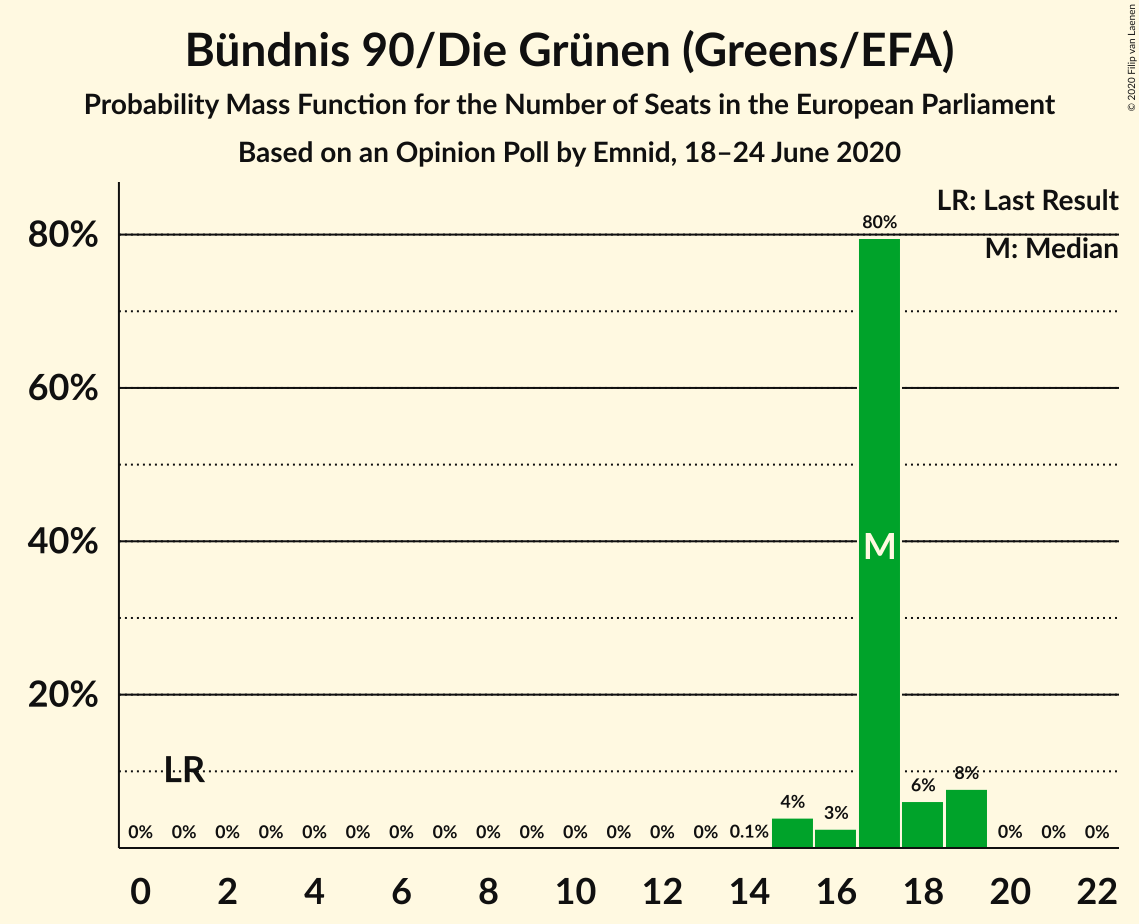 Bündnis 90/Die Grünen (Greens/EFA)
Probability Mass Function for the Number of Seats in the European Parliament
Based on an Opinion Poll by Emnid, 18–24 June 2020
© 2020 Filip van Laenen
LR: Last Result
M: Median
80%
60%
40%
20%
80%
M
LR
0% 0% 0% 0% 0% 0% 0% 0% 0% 0% 0% 0% 0% 0% 0.1% 4% 3% 6% 8% 0% 0% 0%
0 2 4 6 8 10 12 14 16 18 20 22